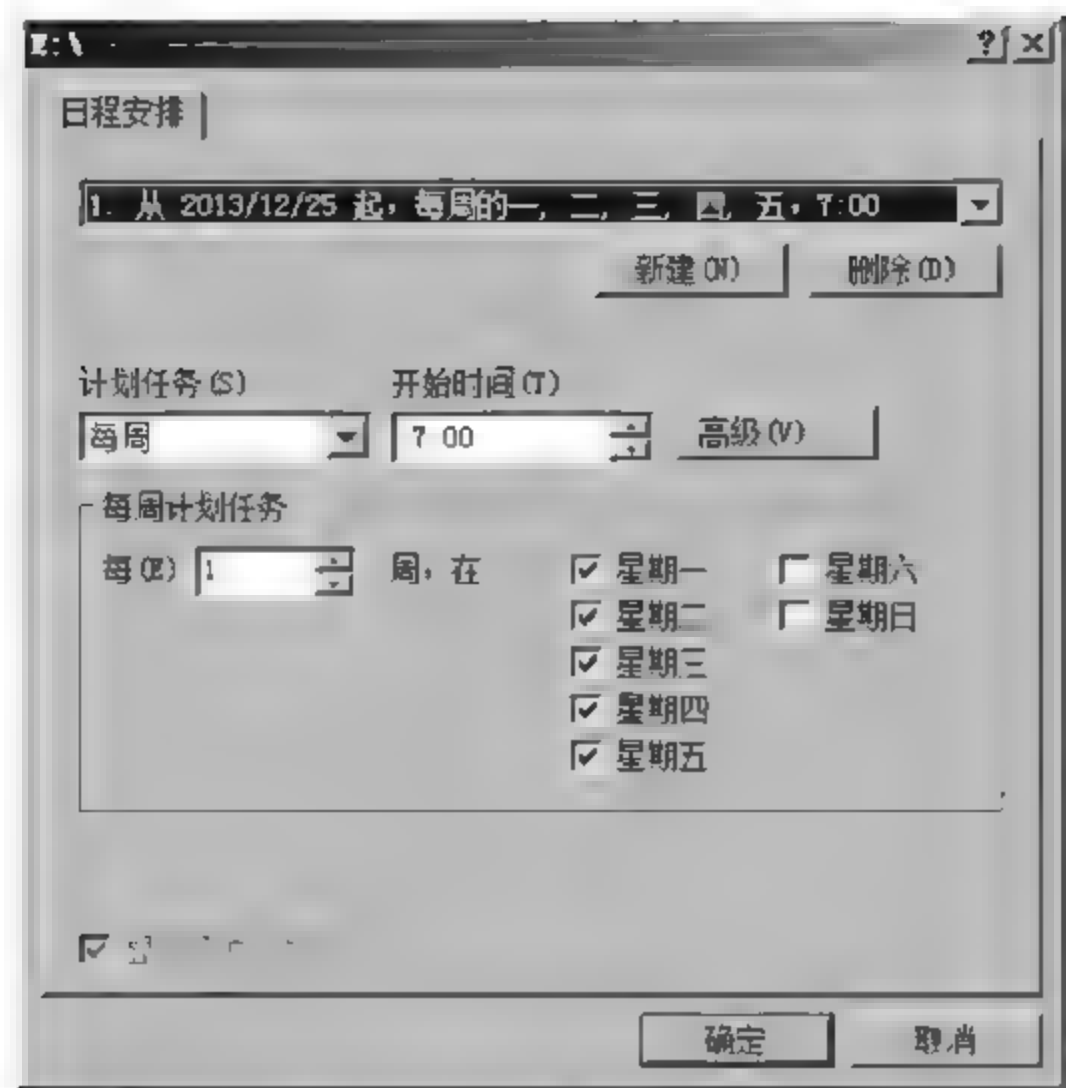 E:\
日程安排
1. 从 2013/12/25 起，每周的一, 二, 三, 四, 五，7:00
新建(N) 删除(D)
计划任务(S) 开始时间(T)
每周 7 00 高级(V)
每周计划任务
每(E) 1 周，在 星期一 星期六
星期二 星期日
星期三
星期四
星期五
确定 取消